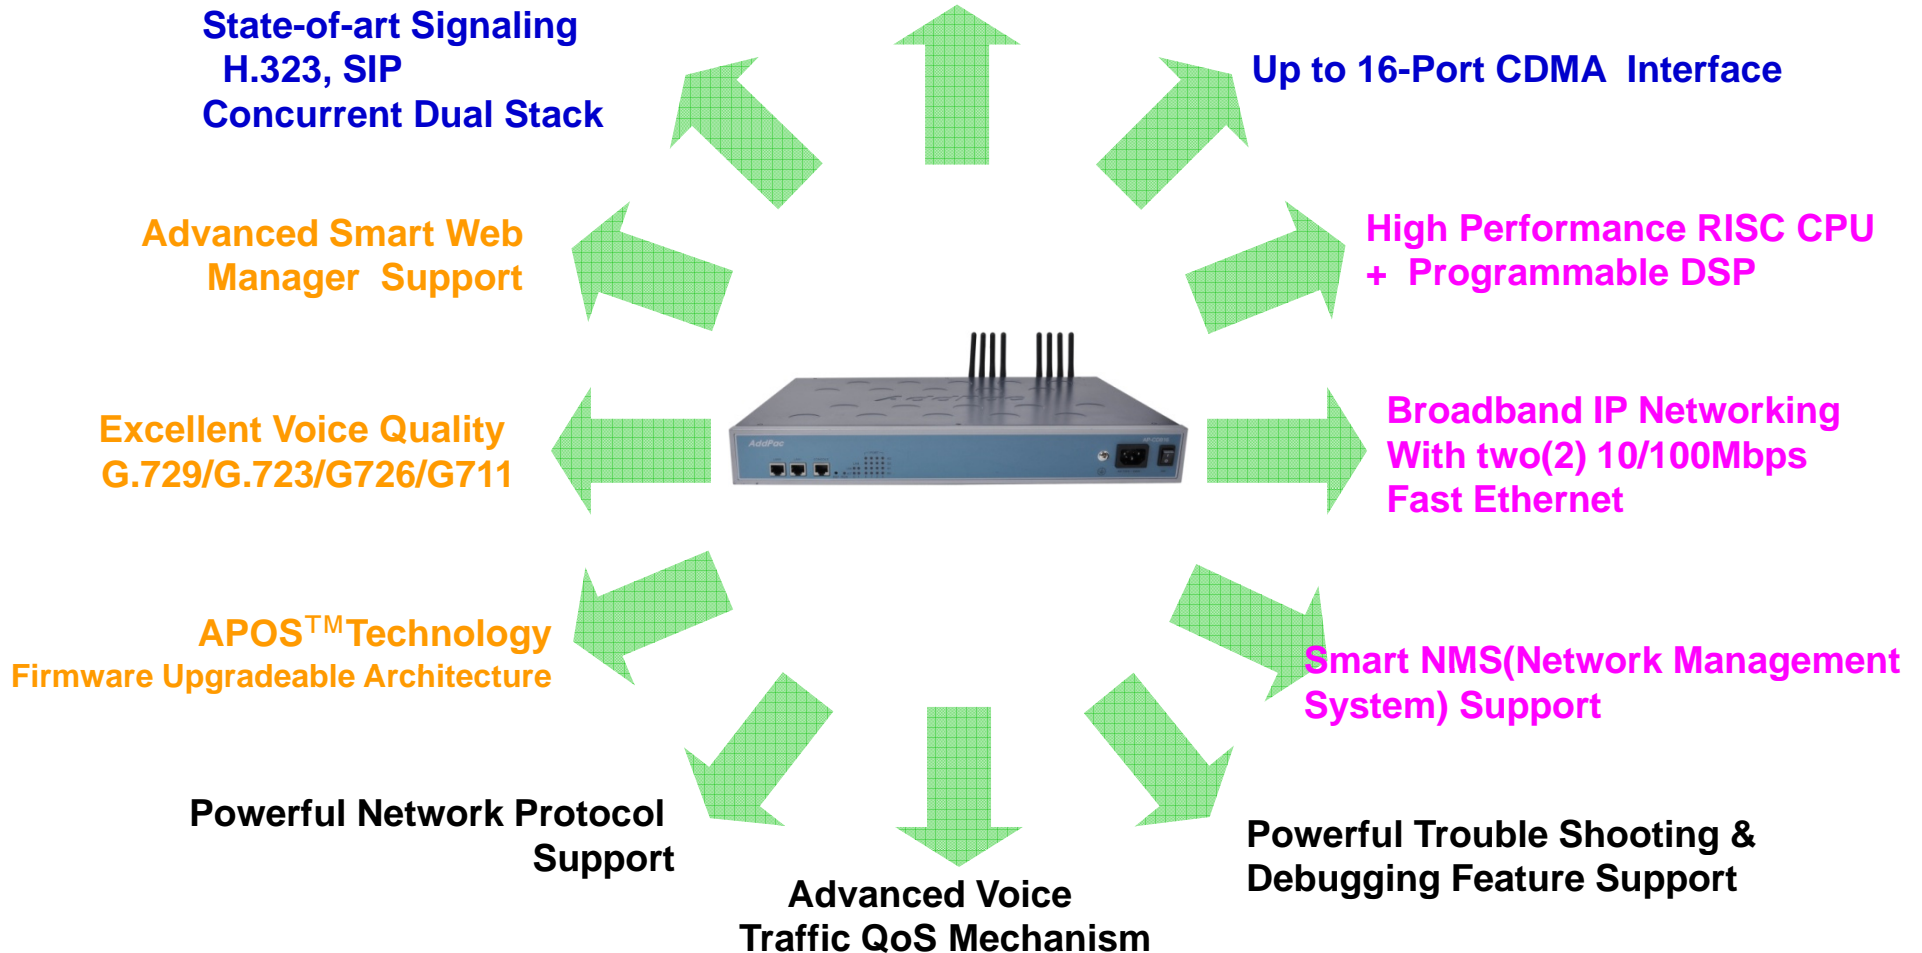 State-of-art Signaling
H.323, SIP
Concurrent Dual Stack
Up to 16-Port CDMA Interface
Advanced Smart Web
Manager Support
High Performance RISC CPU
+ Programmable DSP
Excellent Voice Quality
G.729/G.723/G726/G711
AddPac
Broadband IP Networking
With two(2) 10/100Mbps
Fast Ethernet
APOS™Technology
Firmware Upgradeable Architecture
Smart NMS(Network Management
System) Support
Powerful Network Protocol
Support
Advanced Voice
Traffic QoS Mechanism
Powerful Trouble Shooting &
Debugging Feature Support